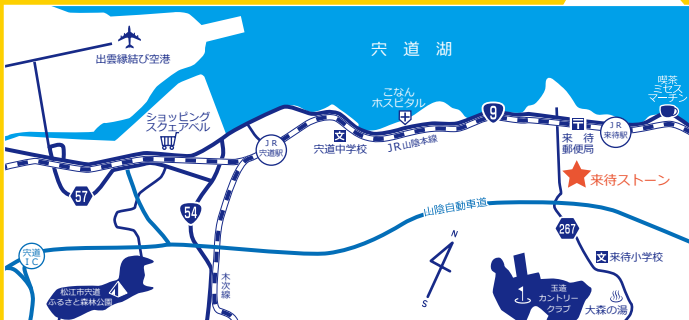 出雲縁結び空港
宍道湖
喫茶
ミセス
マーチン
こなん
ホスピタル
ショッピング
スクェアベル
9
文
宍道中学校
JR山陰本線
JR
宍道駅
来待
郵便局
JR
来待駅
来待ストーン
57
54
山陰自動車道
267
宍道
IC
木次線
N
S
文 来待小学校
松江市宍道
ふるさと森林公園
玉造
カントリー
クラブ
大森の湯